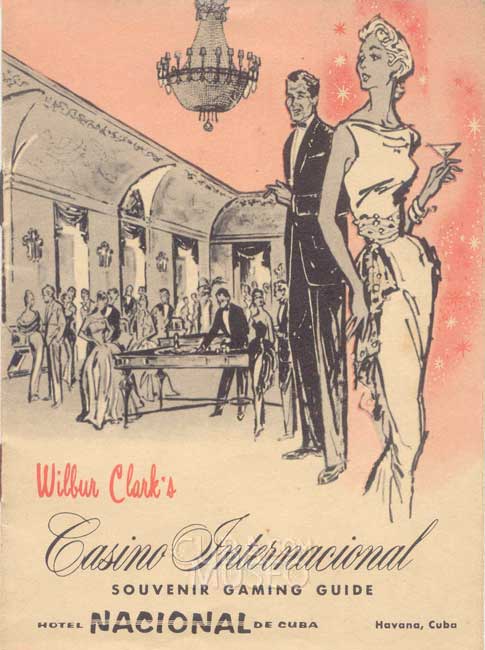 Wilbur Clark's
Casino Internacional
SOUVENIR GAMING GUIDE
HOTEL NACIONAL DE CUBA Havana, Cuba